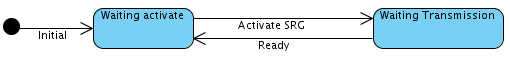 Waiting activate
Waiting Transmission
Activate SRG
Initial
Ready